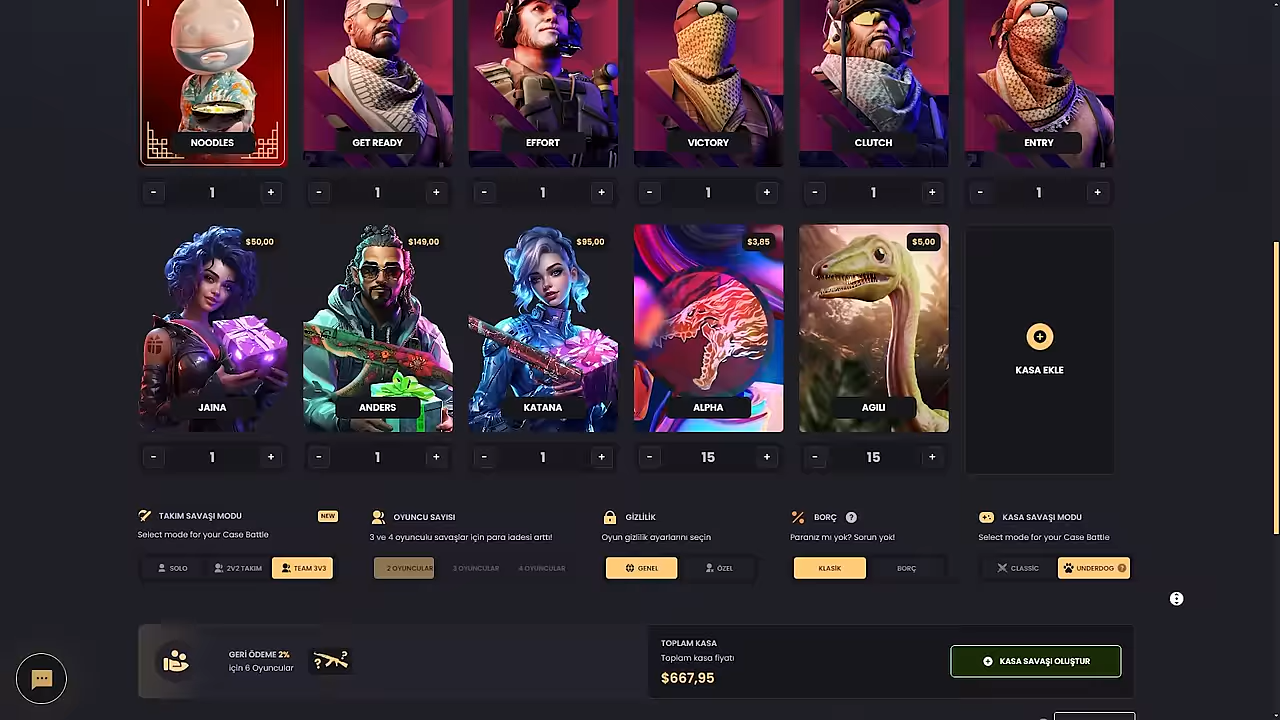 NOODLES
GET READY
EFFORT
VICTORY
CLUTCH
ENTRY
- 1 +
- 1 +
- 1 +
- 1 +
- 1 +
- 1 +
$50,00
$149,00
$95,00
$3,85
$5,00
JAINA
ANDERS
KATANA
ALPHA
AGILI
KASA EKLE
- 1 +
- 1 +
- 1 +
- 15 +
- 15 +
TAKIM SAVAŞI MODU
NEW
Select mode for your Case Battle
SOLO
2V2 TAKIM
TEAM 3V3
OYUNCU SAYISI
3 ve 4 oyunculu savaşlar için para iadesi arttı!
2 OYUNCULAR
3 OYUNCULAR
4 OYUNCULAR
GİZLİLİK
Oyun gizlilik ayarlarını seçin
GENEL
ÖZEL
BORÇ ?
Paranız mı yok? Sorun yok!
KLASİK
BORÇ
KASA SAVAŞI MODU
Select mode for your Case Battle
CLASSIC
UNDERDOG ?
GERİ ÖDEME 2%
için 6 Oyuncular
? ?
TOPLAM KASA
Toplam kasa fiyatı
$667,95
KASA SAVAŞI OLUŞTUR